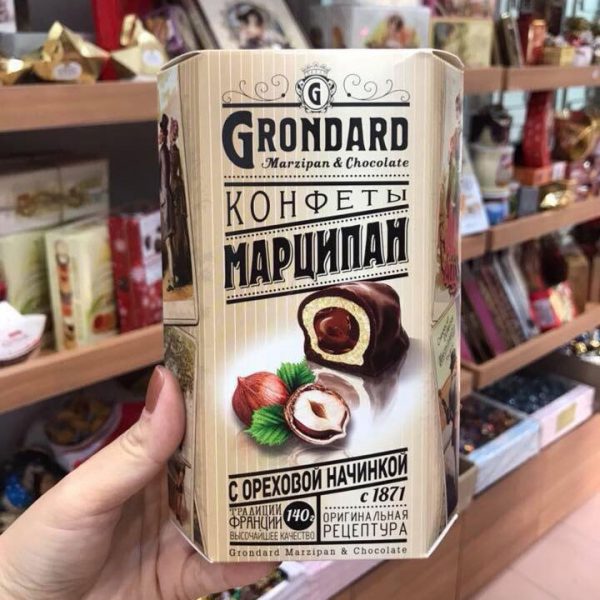 G
GRONDARD
Marzipan & Chocolate
КОНФЕТЫ
МАРЦИПАН
С ОРЕХОВОЙ НАЧИНКОЙ
с 1871
ТРАДИЦИИ
ФРАНЦИИ
ВЫСОЧАЙШЕЕ КАЧЕСТВО
140г
ОРИГИНАЛЬНАЯ
РЕЦЕПТУРА
Grondard Marzipan & Chocolate